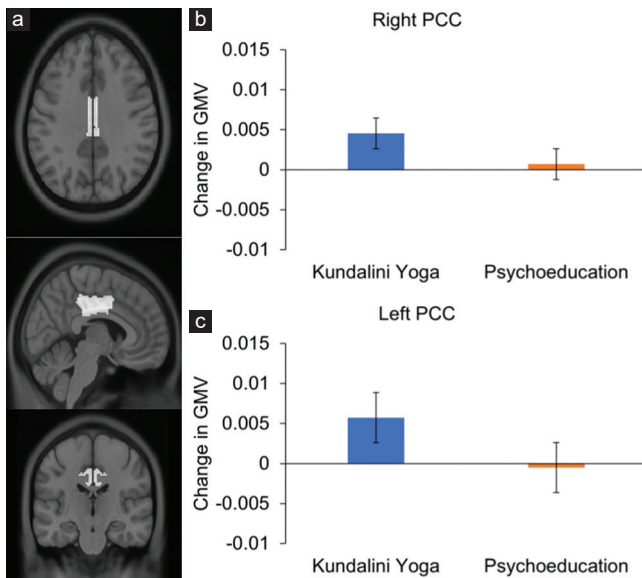 a
b
Right PCC
Change in GMV
0.015
0.01
0.005
0
-0.005
-0.01
Kundalini Yoga Psychoeducation
c
Left PCC
Change in GMV
0.015
0.01
0.005
0
-0.005
-0.01
Kundalini Yoga Psychoeducation